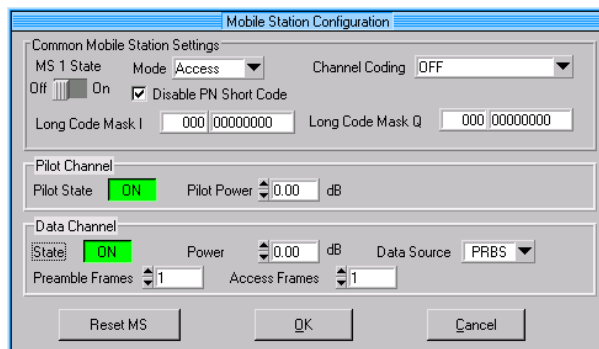 Mobile Station Configuration
Common Mobile Station Settings
MS 1 State Mode Access Channel Coding OFF
Off On Disable PN Short Code
Long Code Mask I 000 00000000 Long Code Mask Q 000 00000000
Pilot Channel
Pilot State ON Pilot Power 0.00 dB
Data Channel
State ON Power 0.00 dB Data Source PRBS
Preamble Frames 1 Access Frames 1
Reset MS OK Cancel